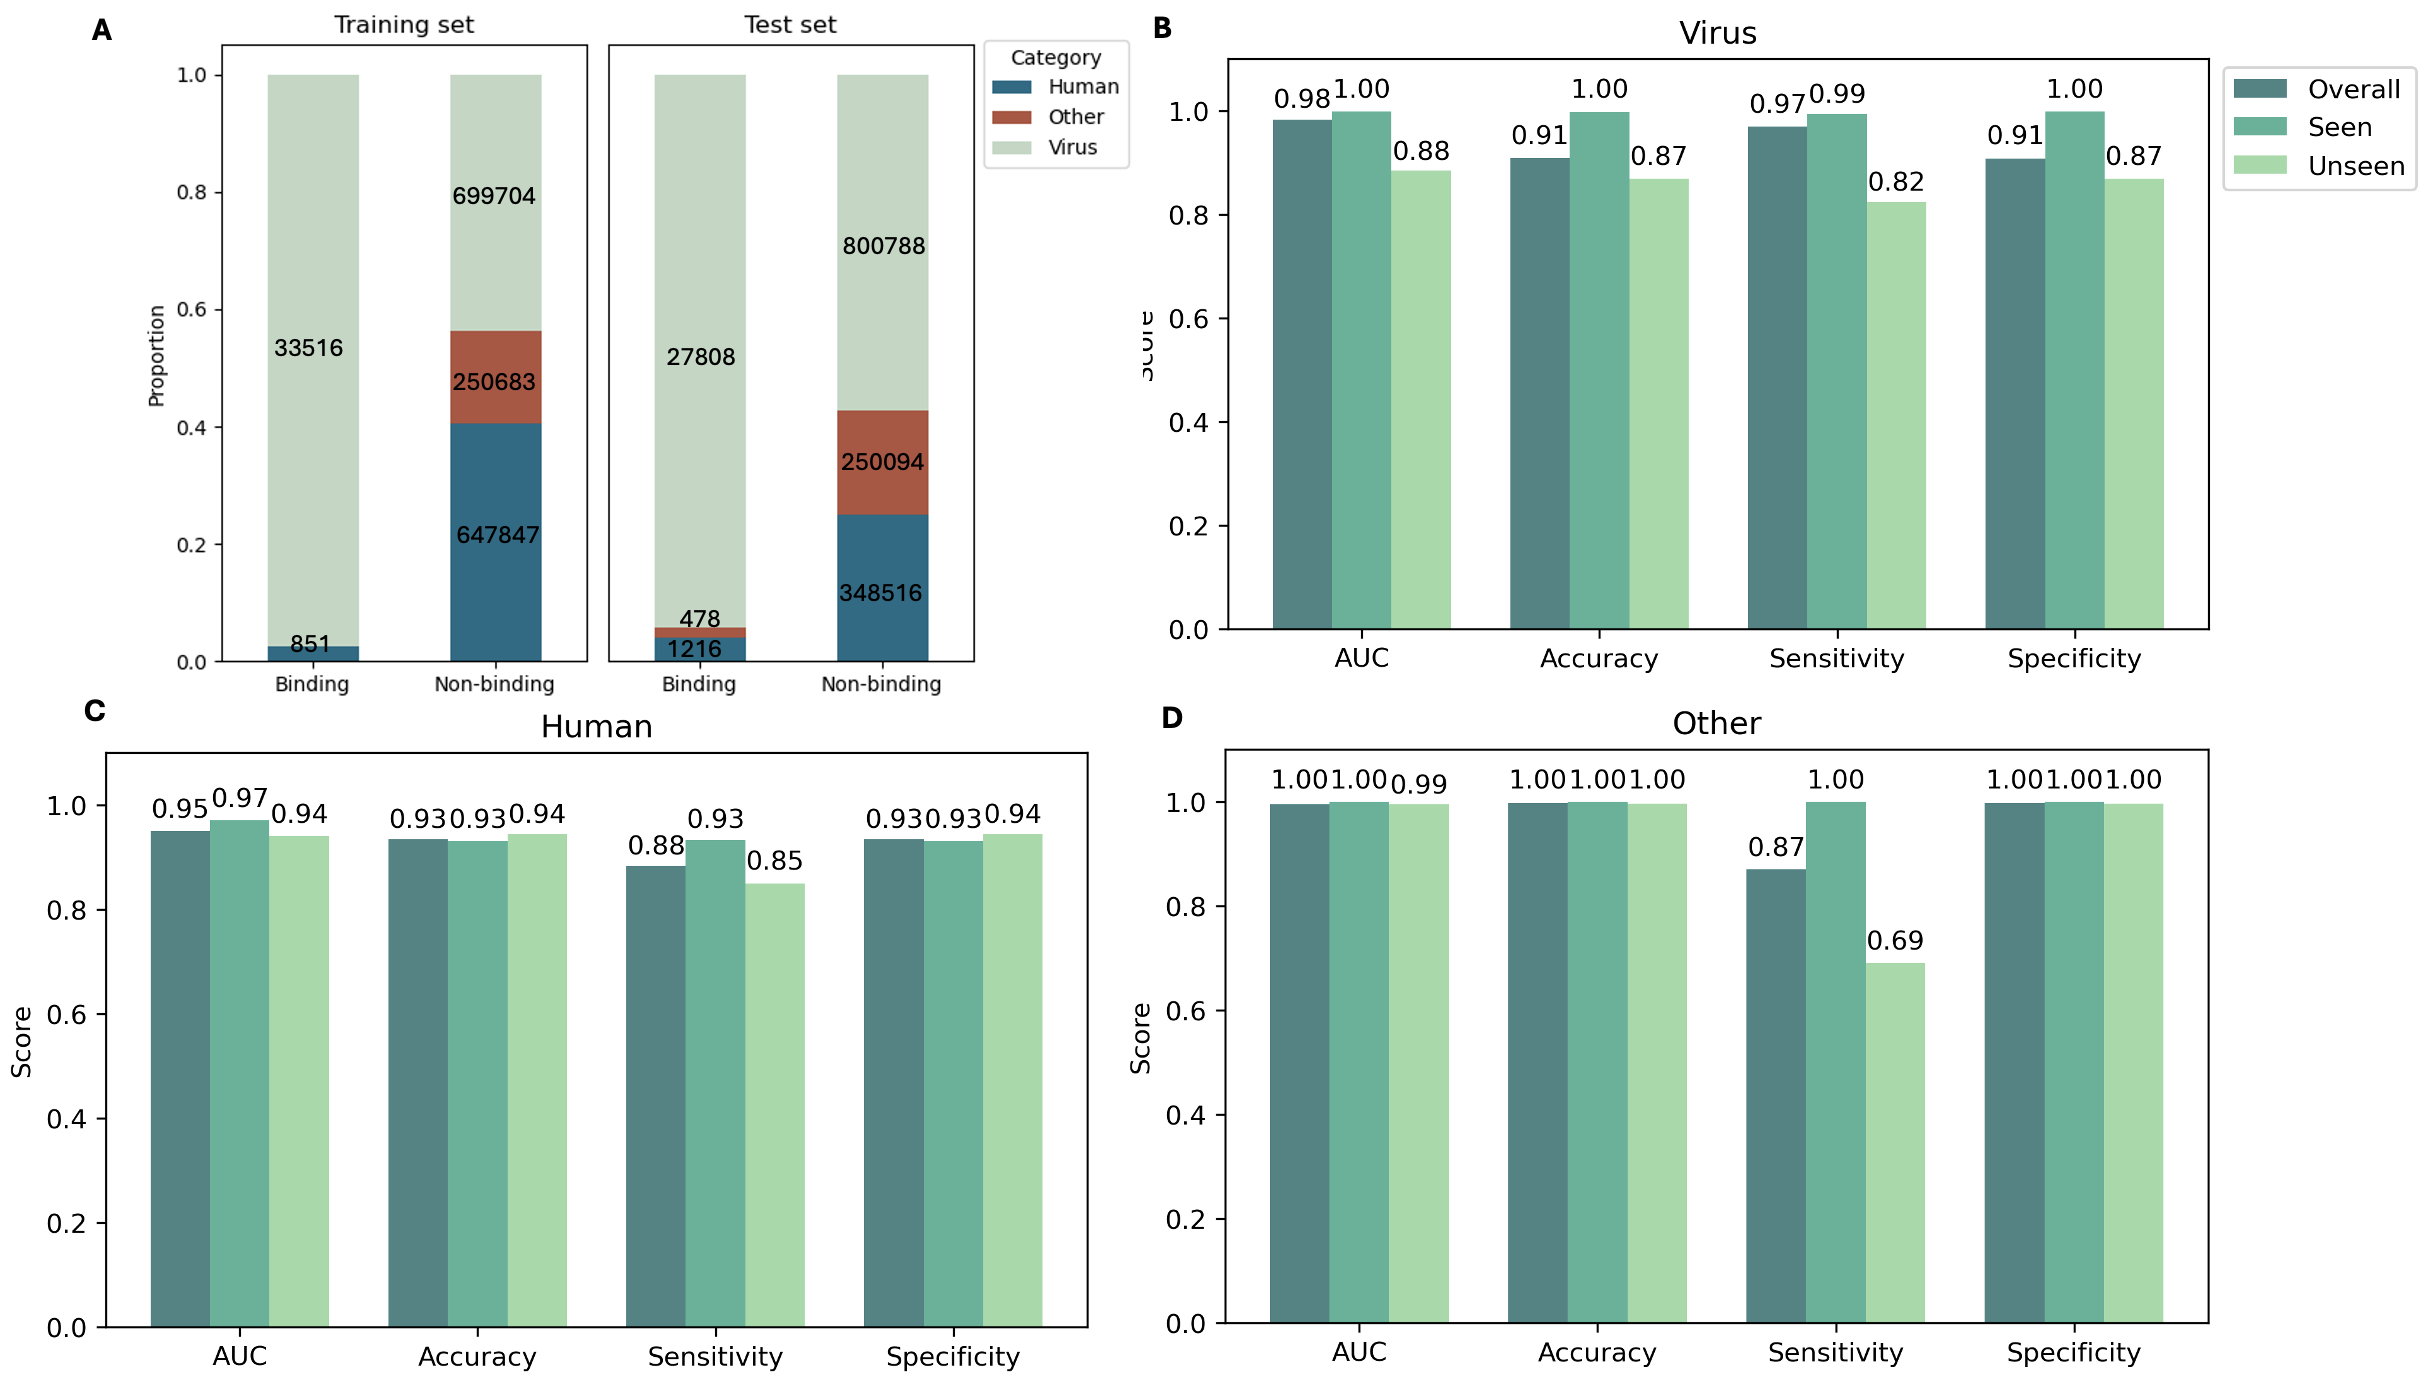 A
Training set
Test set
Category
Human
Other
Virus
Proportion
1.0
0.8
0.6
0.4
0.2
0.0
33516
851
699704
250683
647847
27808
478
1216
800788
250094
348516
Binding
Non-binding
Binding
Non-binding
B
Virus
Overall
Seen
Unseen
Score
1.0
0.8
0.6
0.4
0.2
0.0
0.98 1.00 0.88
0.91 1.00 0.87
0.97 0.99 0.82
0.91 1.00 0.87
AUC
Accuracy
Sensitivity
Specificity
C
Human
Score
1.0
0.8
0.6
0.4
0.2
0.0
0.95 0.97 0.94
0.93 0.93 0.94
0.88 0.93 0.85
0.93 0.93 0.94
AUC
Accuracy
Sensitivity
Specificity
D
Other
Score
1.0
0.8
0.6
0.4
0.2
0.0
1.00 1.00 0.99
1.00 1.00 1.00
0.87 1.00 0.69
1.00 1.00 1.00
AUC
Accuracy
Sensitivity
Specificity